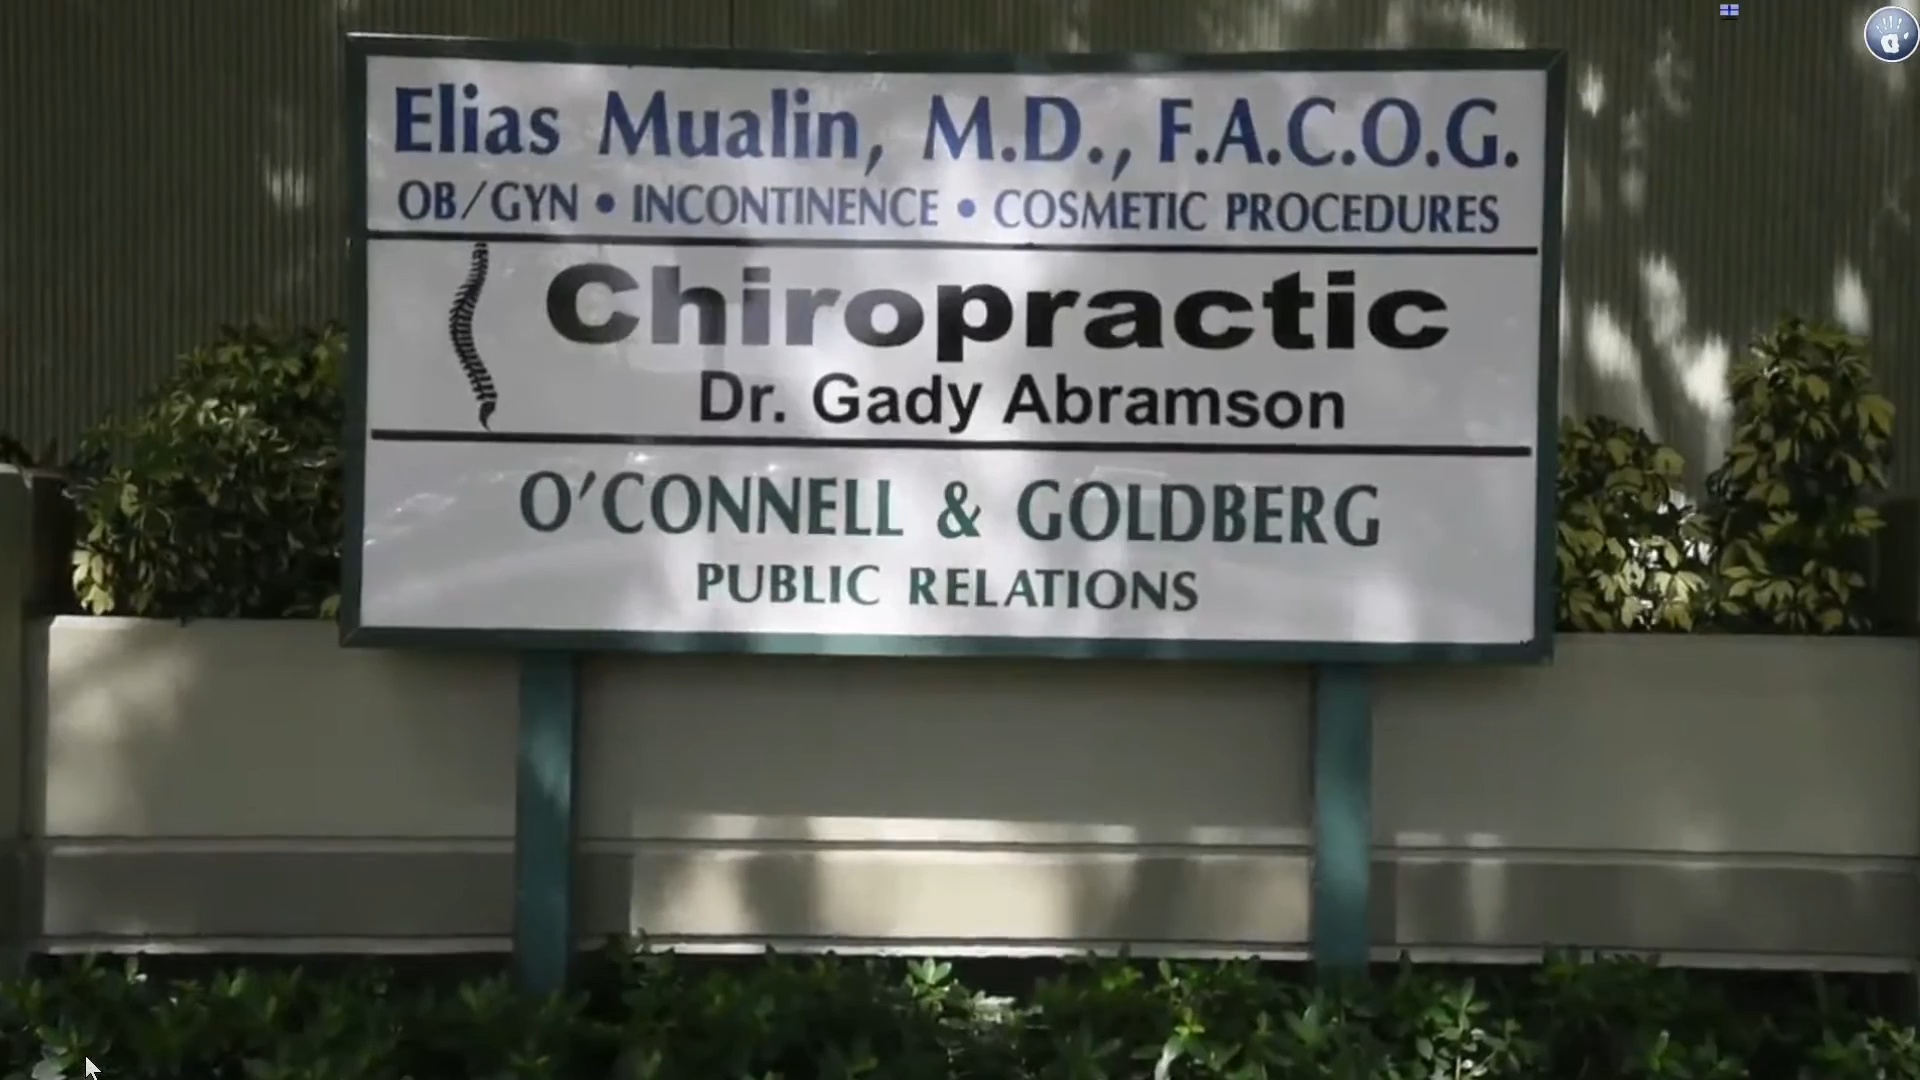 Elias Mualin, M.D., F.A.C.O.G.
OB/GYN • INCONTINENCE • COSMETIC PROCEDURES
Chiropractic
Dr. Gady Abramson
O'CONNELL & GOLDBERG
PUBLIC RELATIONS